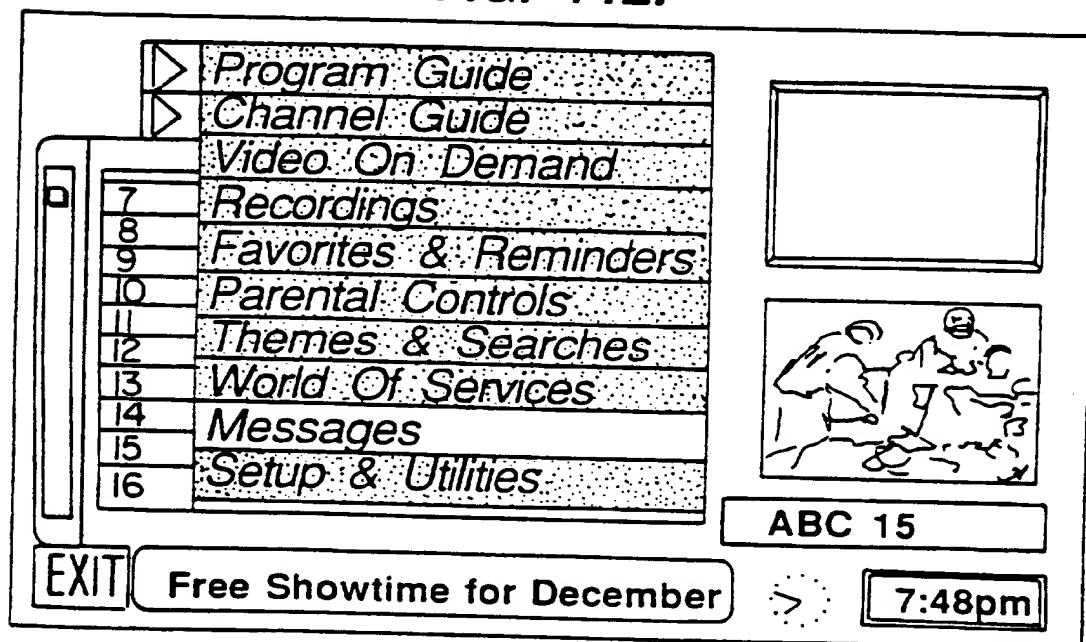 Program Guide
Channel Guide
Video On Demand
7 Recordings
8
9 Favorites & Reminders
10 Parental Controls
11
12 Themes & Searches
13 World Of Services
14 Messages
15
16 Setup & Utilities
ABC 15
EXIT
Free Showtime for December
7:48pm